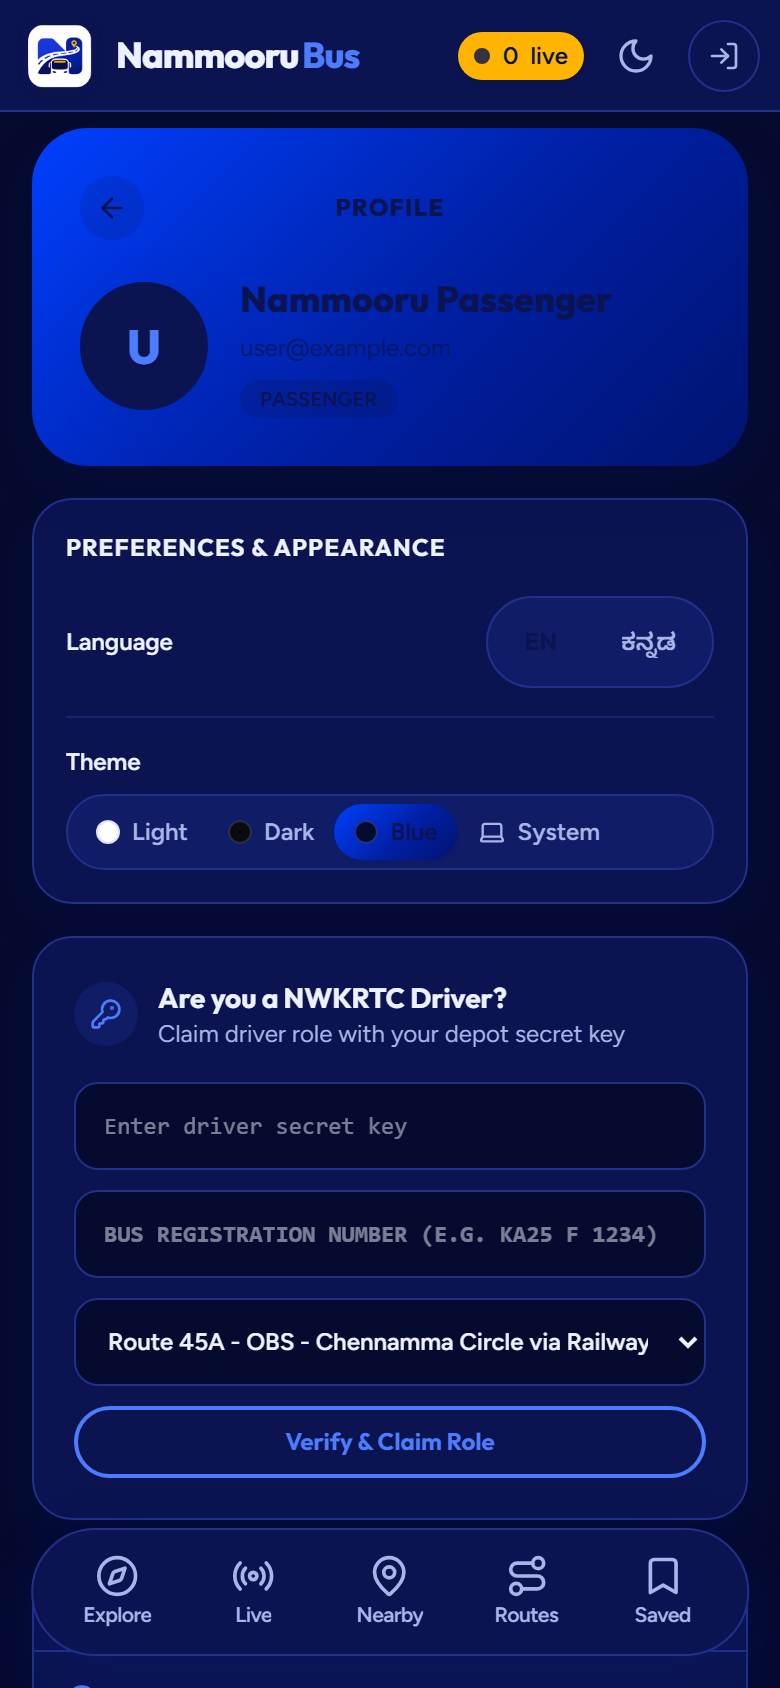 Nammooru Bus
0 live
PROFILE
U
Nammooru Passenger
user@example.com
PASSENGER
PREFERENCES & APPEARANCE
Language
EN ಕನ್ನಡ
Theme
Light Dark Blue System
Are you a NWKRTC Driver?
Claim driver role with your depot secret key
Enter driver secret key
BUS REGISTRATION NUMBER (E.G. KA25 F 1234)
Route 45A - OBS - Chennamma Circle via Railway
Verify & Claim Role
Explore Live Nearby Routes Saved